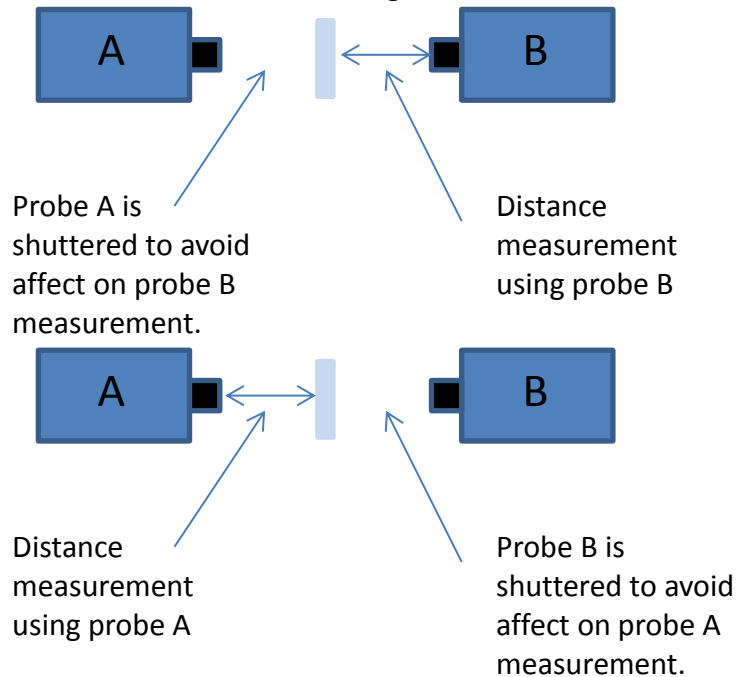 A
B
Probe A is
shuttered to avoid
affect on probe B
measurement.
Distance
measurement
using probe B
A
B
Distance
measurement
using probe A
Probe B is
shuttered to avoid
affect on probe A
measurement.